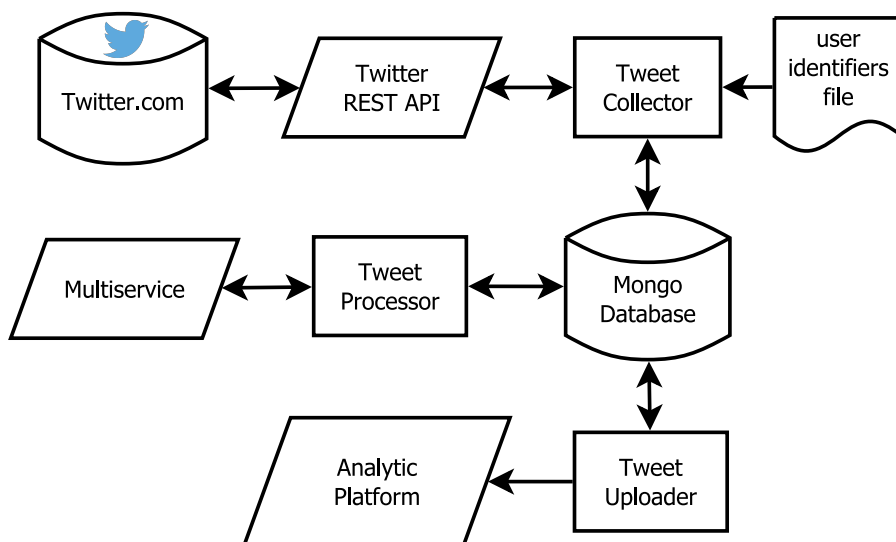 Twitter.com
Twitter
REST API
Tweet
Collector
user
identifiers
file
Multiservice
Tweet
Processor
Mongo
Database
Analytic
Platform
Tweet
Uploader